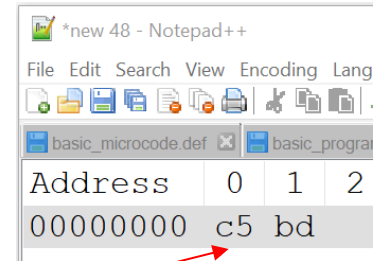 *new 48 - Notepad++
File Edit Search View Encoding Lang
basic_microcode.def basic_progra
Address 0 1 2
00000000 c5 bd